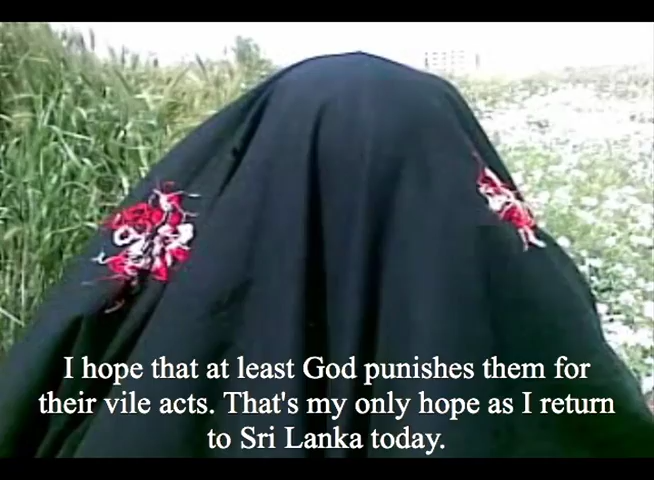 I hope that at least God punishes them for
their vile acts. That's my only hope as I return
to Sri Lanka today.